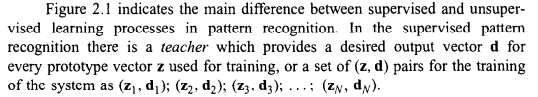 Figure 2.1 indicates the main difference between supervised and unsuper-
vised learning processes in pattern recognition. In the supervised pattern
recognition there is a teacher which provides a desired output vector d for
every prototype vector z used for training, or a set of (z, d) pairs for the training
of the system as (z₁, d₁); (z₂, d₂); (z₃, d₃); ...; (z_N, d_N).